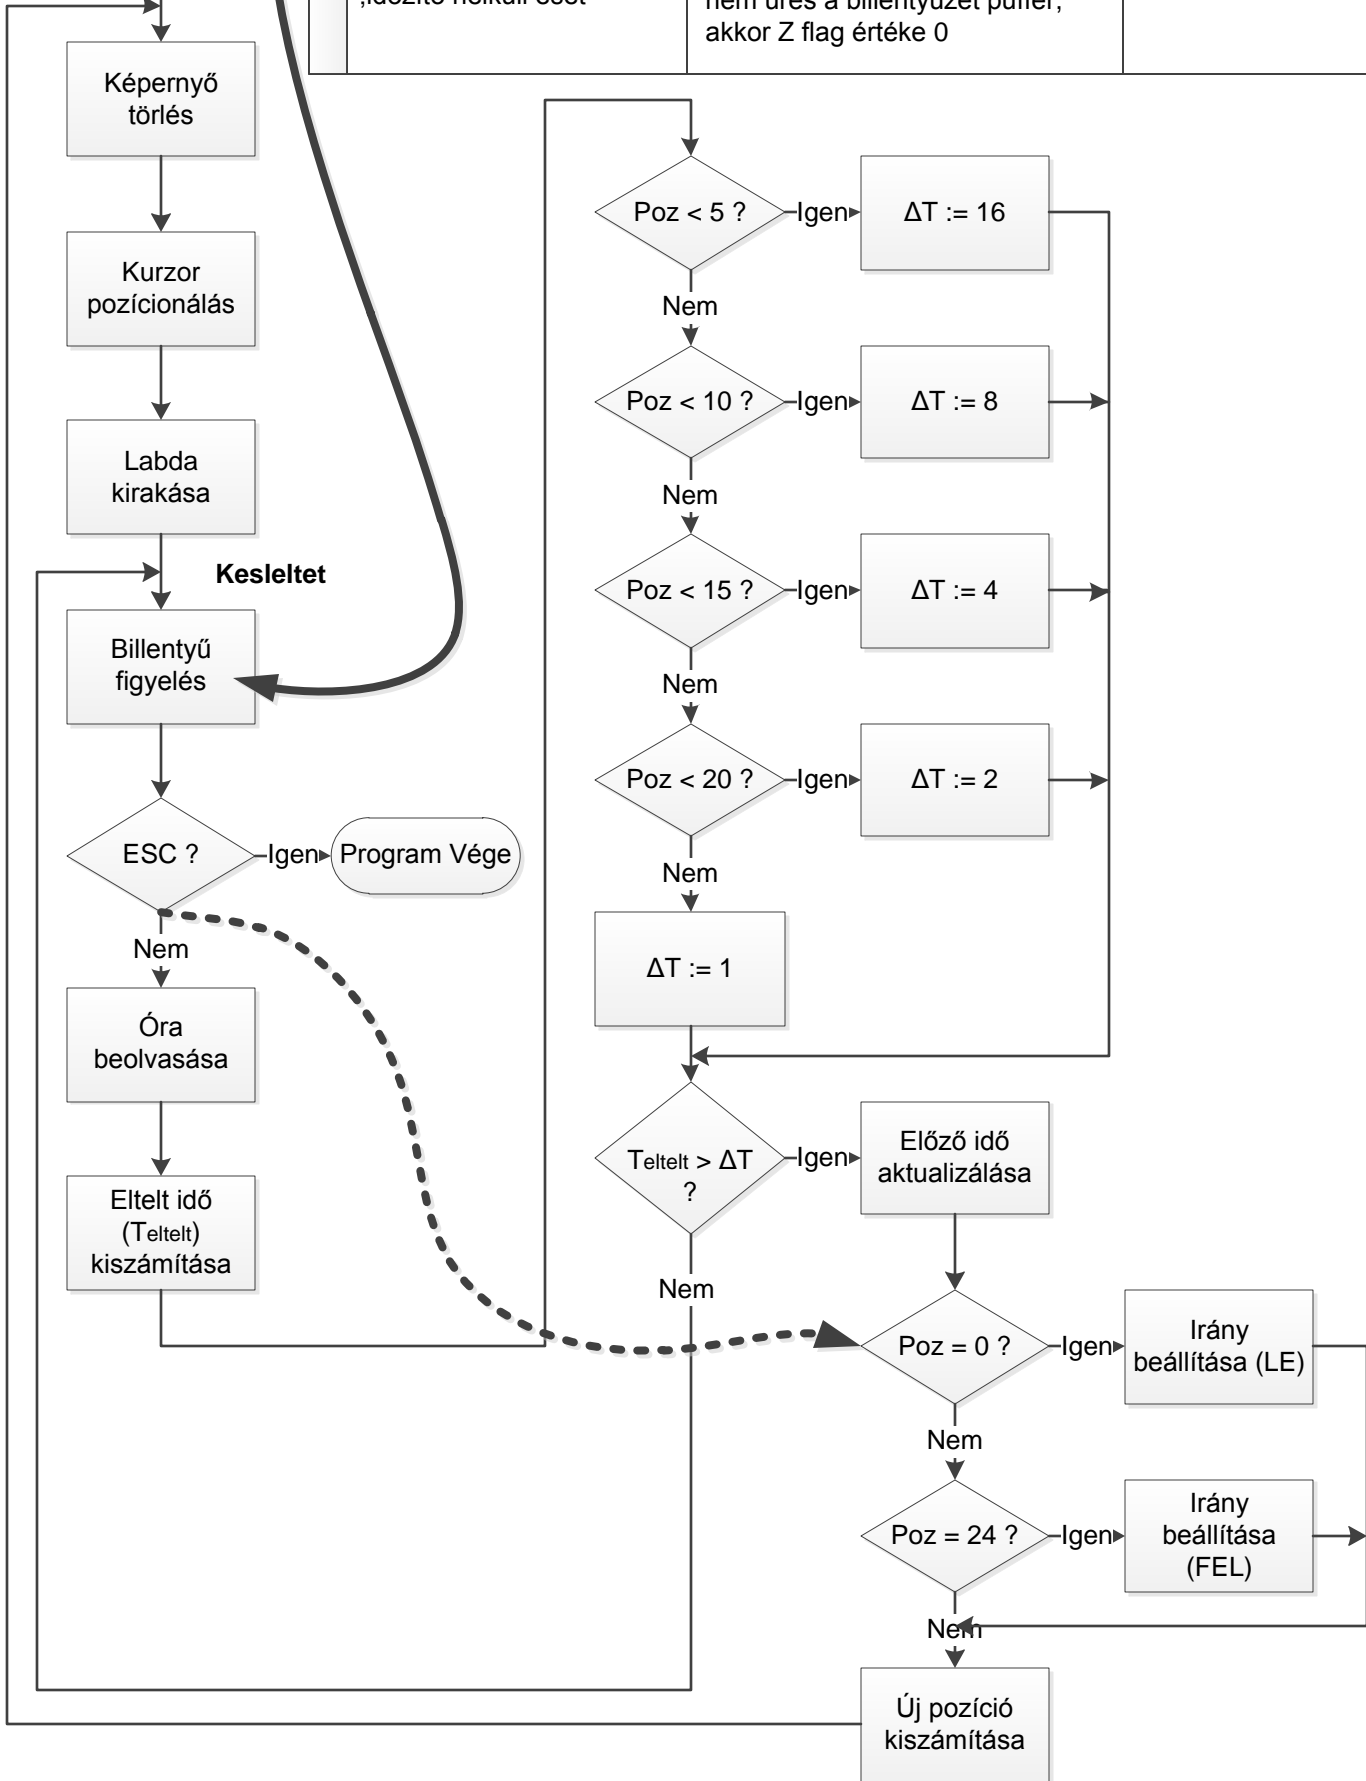 nem üres a billentyűzet puffer,
akkor Z flag értéke 0
Képernyő
törlés
Kurzor
pozícionálás
Labda
kirakása
Kesleltet
Billentyű
figyelés
ESC ?
Igen
Program Vége
Nem
Óra
beolvasása
Eltelt idő
(Teltelt)
kiszámítása
Poz < 5 ?
Igen
ΔT := 16
Nem
Poz < 10 ?
Igen
ΔT := 8
Nem
Poz < 15 ?
Igen
ΔT := 4
Nem
Poz < 20 ?
Igen
ΔT := 2
Nem
ΔT := 1
Teltelt > ΔT
?
Igen
Előző idő
aktualizálása
Nem
Poz = 0 ?
Igen
Irány
beállítása (LE)
Nem
Poz = 24 ?
Igen
Irány
beállítása
(FEL)
Nem
Új pozíció
kiszámítása